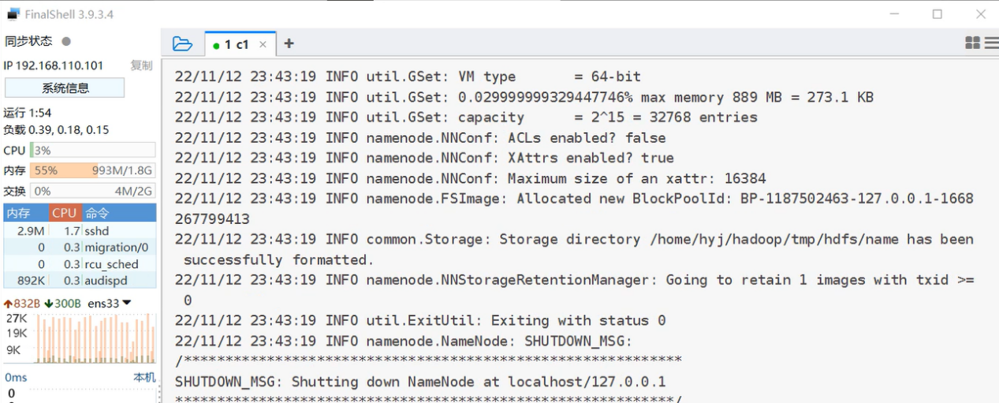 FinalShell 3.9.3.4
同步状态
IP 192.168.110.101 复制
系统信息
运行 1:54
负载 0.39, 0.18, 0.15
CPU 3%
内存 55% 993M/1.8G
交换 0% 4M/2G
内存 CPU 命令
2.9M 1.7 sshd
0 0.3 migration/0
0 0.3 rcu_sched
892K 0.3 audispd
832B 300B ens33
27K
19K
9K
0ms 本机
0
1 c1 × +
22/11/12 23:43:19 INFO util.GSet: VM type       = 64-bit
22/11/12 23:43:19 INFO util.GSet: 0.029999999329447746% max memory 889 MB = 273.1 KB
22/11/12 23:43:19 INFO util.GSet: capacity      = 2^15 = 32768 entries
22/11/12 23:43:19 INFO namenode.NNConf: ACLs enabled? false
22/11/12 23:43:19 INFO namenode.NNConf: XAttrs enabled? true
22/11/12 23:43:19 INFO namenode.NNConf: Maximum size of an xattr: 16384
22/11/12 23:43:19 INFO namenode.FSImage: Allocated new BlockPoolId: BP-1187502463-127.0.0.1-1668
267799413
22/11/12 23:43:19 INFO common.Storage: Storage directory /home/hyj/hadoop/tmp/hdfs/name has been
successfully formatted.
22/11/12 23:43:19 INFO namenode.NNStorageRetentionManager: Going to retain 1 images with txid >=
0
22/11/12 23:43:19 INFO util.ExitUtil: Exiting with status 0
22/11/12 23:43:19 INFO namenode.NameNode: SHUTDOWN_MSG:
/************************************************************
SHUTDOWN_MSG: Shutting down NameNode at localhost/127.0.0.1
************************************************************/